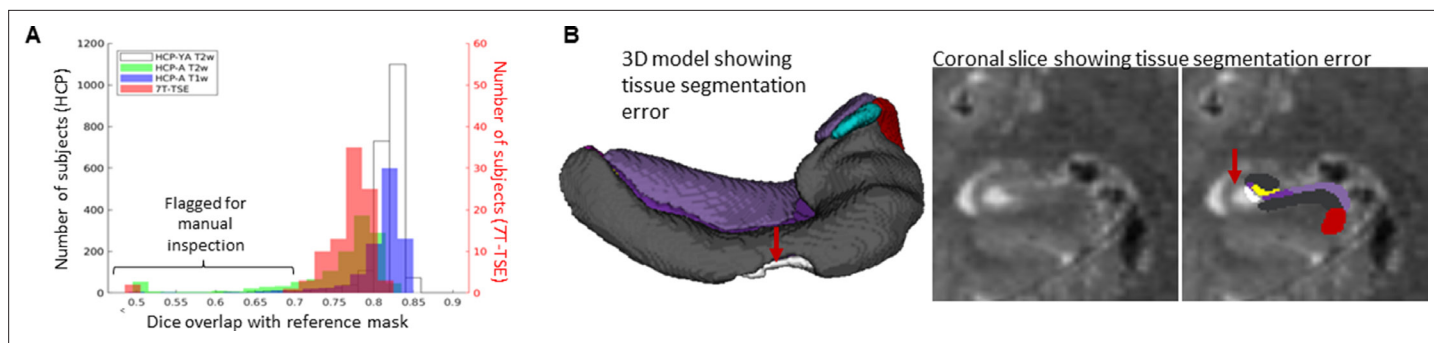 A
Number of subjects (HCP)
1200
1000
800
600
400
200
0
HCP-YA T2w
HCP-A T2w
HCP-A T1w
7T-TSE
Flagged for
manual
inspection
60
50
40
30
20
10
0
Number of subjects (7T-TSE)
0.5 0.55 0.6 0.65 0.7 0.75 0.8 0.85 0.9
<
Dice overlap with reference mask
B
3D model showing
tissue segmentation
error
Coronal slice showing tissue segmentation error